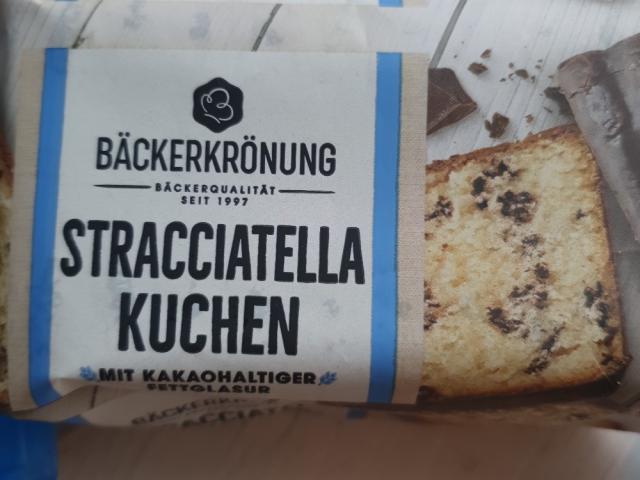 BÄCKERKRÖNUNG
BÄCKERQUALITÄT
SEIT 1997
STRACCIATELLA
KUCHEN
MIT KAKAOHALTIGER
FETTGLASUR